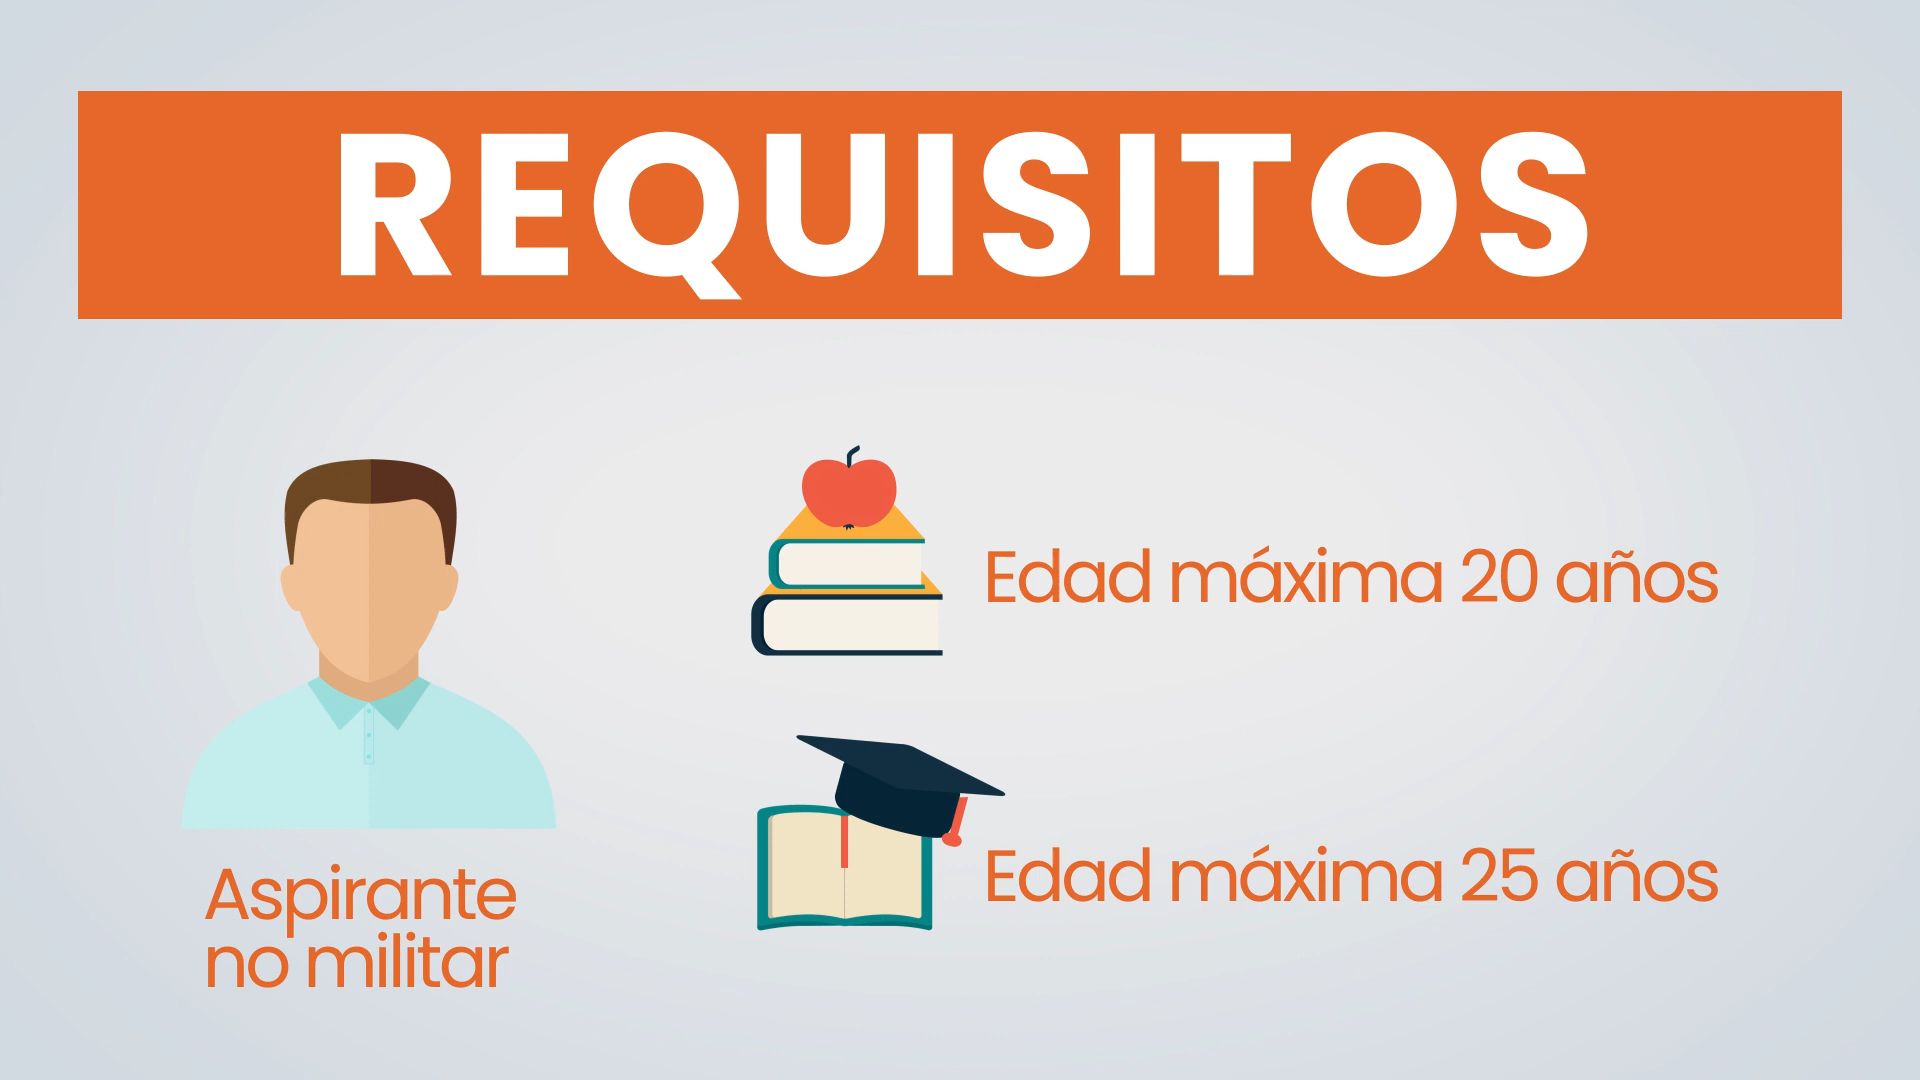 REQUISITOS
Edad máxima 20 años
Edad máxima 25 años
Aspirante
no militar